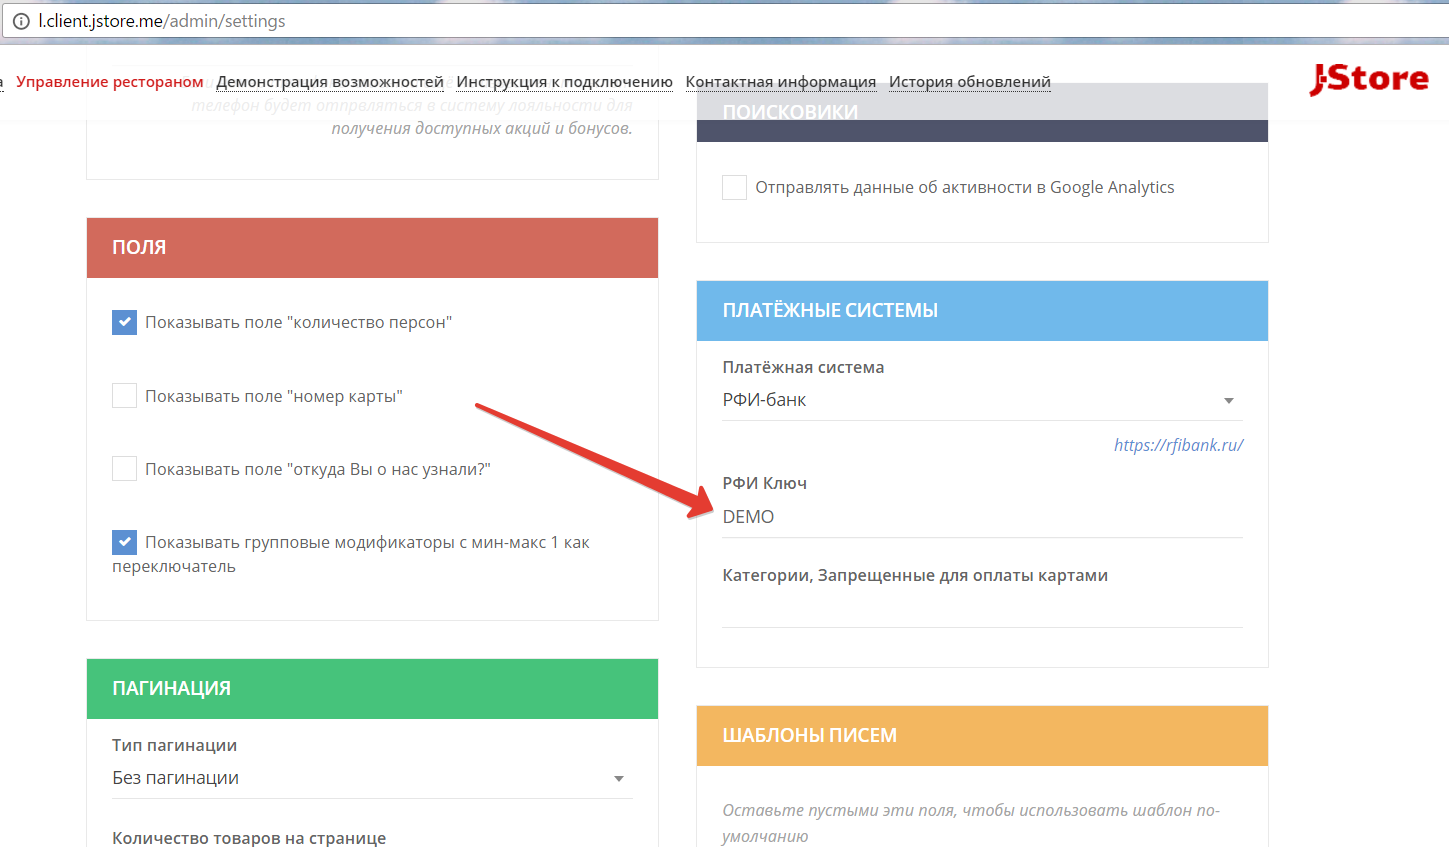 l.client.jstore.me/admin/settings
а Управление рестораном Демонстрация возможностей Инструкция к подключению Контактная информация История обновлений
J-Store
телефон будет отправляться в систему лояльности для
получения доступных акций и бонусов.
ПОЛЯ
Показывать поле "количество персон"
Показывать поле "номер карты"
Показывать поле "откуда Вы о нас узнали?"
Показывать групповые модификаторы с мин-макс 1 как
переключатель
ПАГИНАЦИЯ
Тип пагинации
Без пагинации
Количество товаров на странице
ПОИСКОВИКИ
Отправлять данные об активности в Google Analytics
ПЛАТЁЖНЫЕ СИСТЕМЫ
Платёжная система
РФИ-банк
https://rfibank.ru/
РФИ Ключ
DEMO
Категории, Запрещенные для оплаты картами
ШАБЛОНЫ ПИСЕМ
Оставьте пустыми эти поля, чтобы использовать шаблон по-
умолчанию